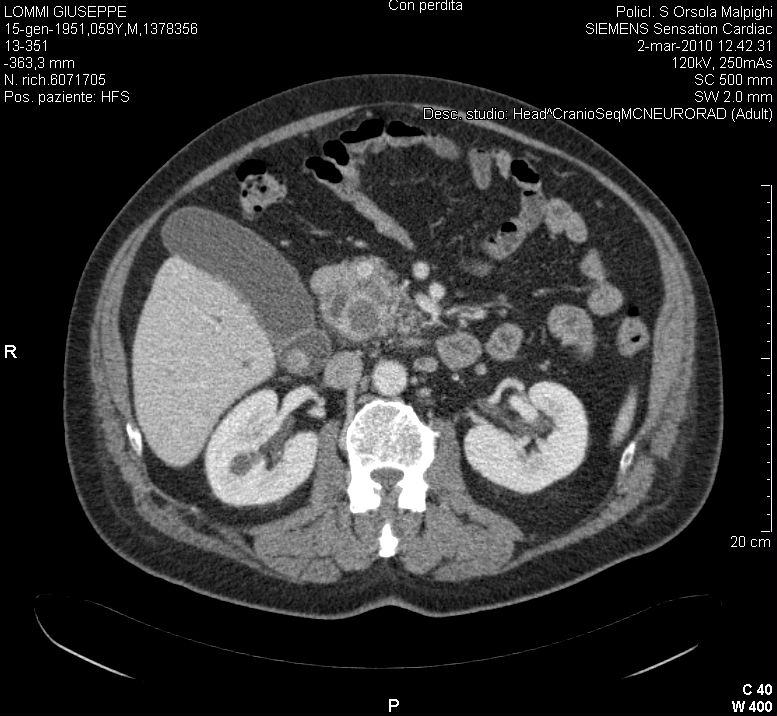 LOMMI GIUSEPPE
15-gen-1951,059Y,M,1378356
13-351
-363,3 mm
N. rich.6071705
Pos. paziente: HFS
Con perdita
Policl. S Orsola Malpighi
SIEMENS Sensation Cardiac
2-mar-2010 12.42.31
120kV, 250mAs
SC 500 mm
SW 2.0 mm
Desc. studio: Head^CranioSeqMCNEURORAD (Adult)
R
20 cm
P
C 40
W 400